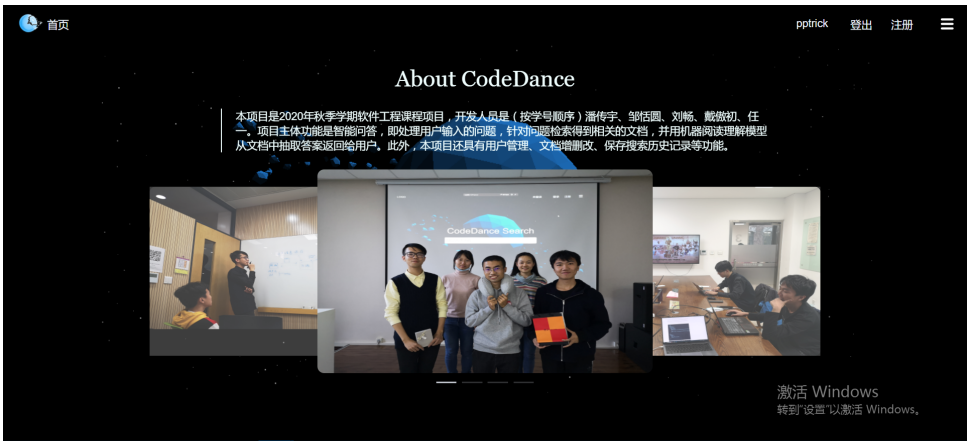 首页
pptrick 登出 注册
About CodeDance
本项目是2020年秋季学期软件工程课程项目，开发人员是（按学号顺序）潘传宇、邹恬圆、刘畅、戴傲初、任
一。项目主体功能是智能问答，即处理用户输入的问题，针对问题检索得到相关的文档，并用机器阅读理解模型
从文档中抽取答案返回给用户。此外，本项目还具有用户管理、文档增删改、保存搜索历史记录等功能。
CodeDance Search
激活 Windows
转到"设置"以激活 Windows。